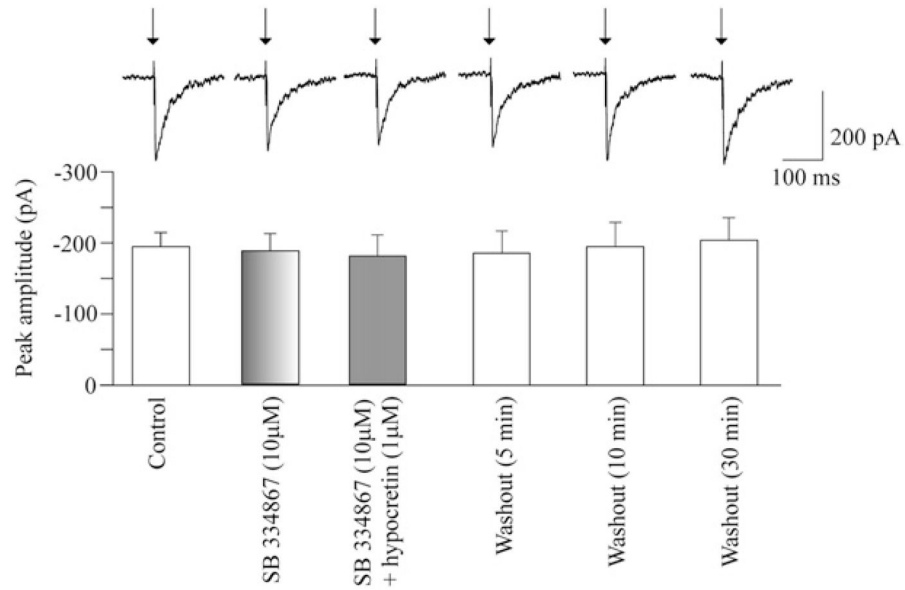 200 pA
100 ms
Peak amplitude (pA)
-300
-200
-100
0
Control
SB 334867 (10μM)
SB 334867 (10μM)
+ hypocretin (1μM)
Washout (5 min)
Washout (10 min)
Washout (30 min)